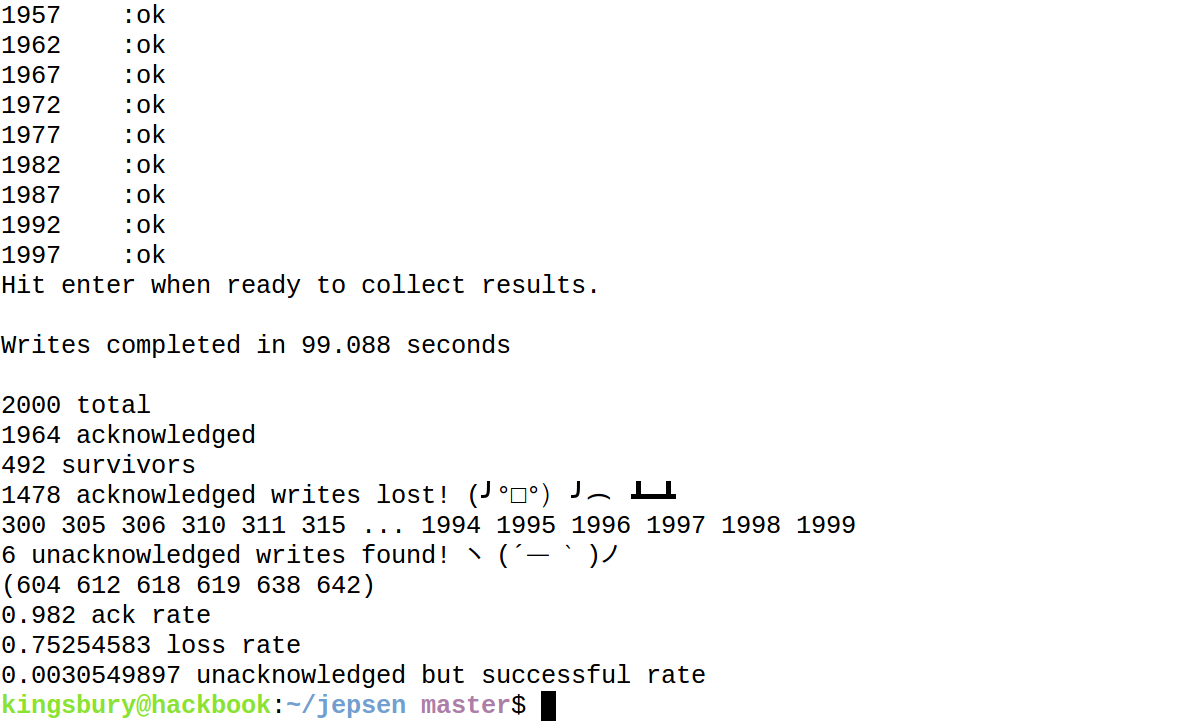 1957    :ok
1962    :ok
1967    :ok
1972    :ok
1977    :ok
1982    :ok
1987    :ok
1992    :ok
1997    :ok
Hit enter when ready to collect results.
Writes completed in 99.088 seconds
2000 total
1964 acknowledged
492 survivors
1478 acknowledged writes lost! (╯°□°）╯︵ ┻━┻
300 305 306 310 311 315 ... 1994 1995 1996 1997 1998 1999
6 unacknowledged writes found! ヽ(´ー｀)ノ
(604 612 618 619 638 642)
0.982 ack rate
0.75254583 loss rate
0.0030549897 unacknowledged but successful rate
kingsbury@hackbook:~/jepsen master$